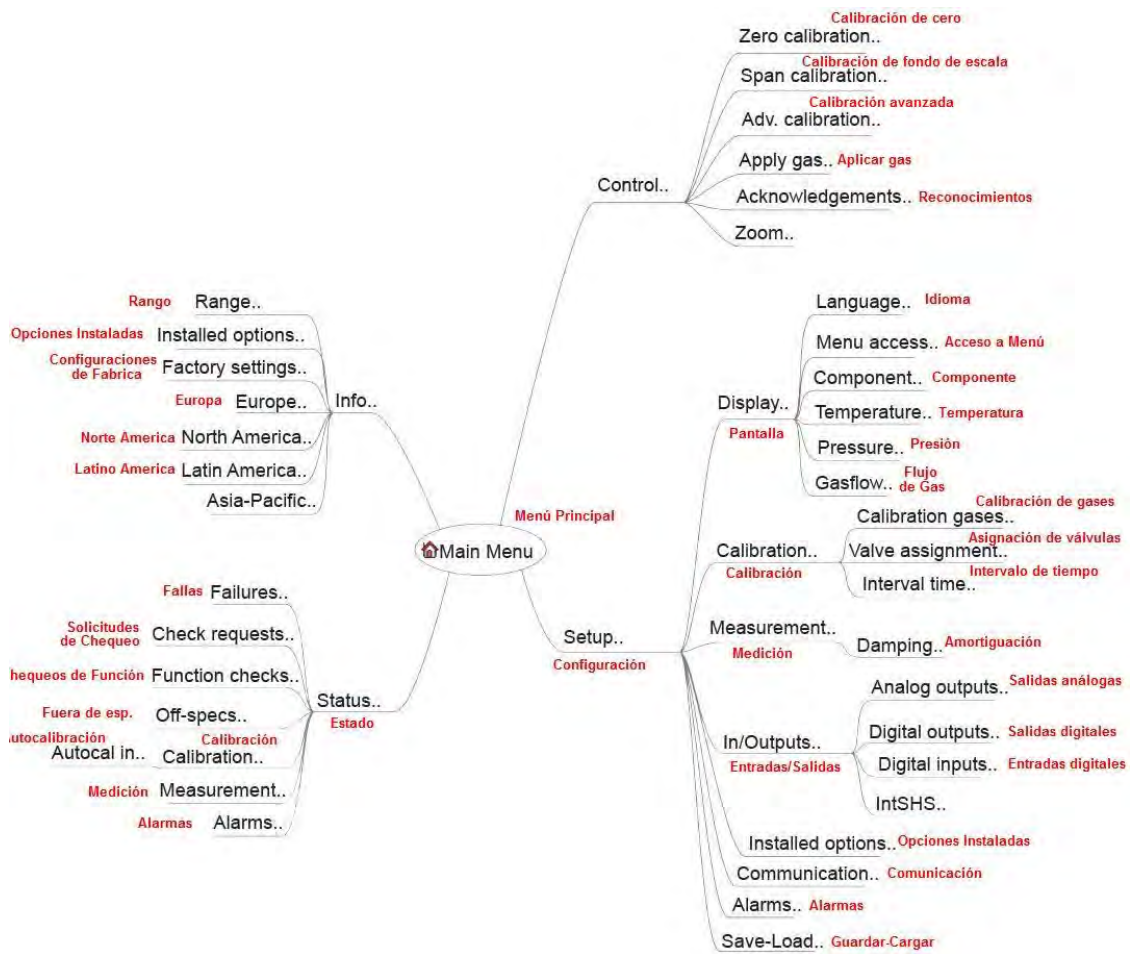 Calibración de cero
Zero calibration..
Calibración de fondo de escala
Span calibration..
Calibración avanzada
Adv. calibration..
Apply gas.. Aplicar gas
Control..
Acknowledgements.. Reconocimientos
Zoom..
Rango Range..
Opciones Instaladas Installed options..
Configuraciones
de Fabrica
Factory settings..
Europa Europe..
Info..
Norte America North America..
Latino America Latin America..
Asia-Pacific..
Language.. Idioma
Menu access.. Acceso a Menú
Component.. Componente
Display..
Pantalla
Temperature.. Temperatura
Pressure.. Presión
Gasflow.. Flujo
de Gas
Menú Principal
Main Menu
Calibración de gases
Calibration gases..
Asignación de válvulas
Calibration..
Calibración
Valve assignment..
Intervalo de tiempo
Interval time..
Fallas Failures..
Solicitudes
de Chequeo
Check requests..
hequeos de Función Function checks..
Status..
Estado
Fuera de esp. Off-specs..
utocalibración
Autocal in..
Calibración
Calibration..
Medición Measurement..
Alarmas Alarms..
Setup..
Configuración
Measurement..
Medición
Damping.. Amortiguación
Analog outputs.. Salidas análogas
In/Outputs..
Entradas/Salidas
Digital outputs.. Salidas digitales
Digital inputs.. Entradas digitales
IntSHS..
Installed options.. Opciones Instaladas
Communication.. Comunicación
Alarms.. Alarmas
Save-Load.. Guardar-Cargar